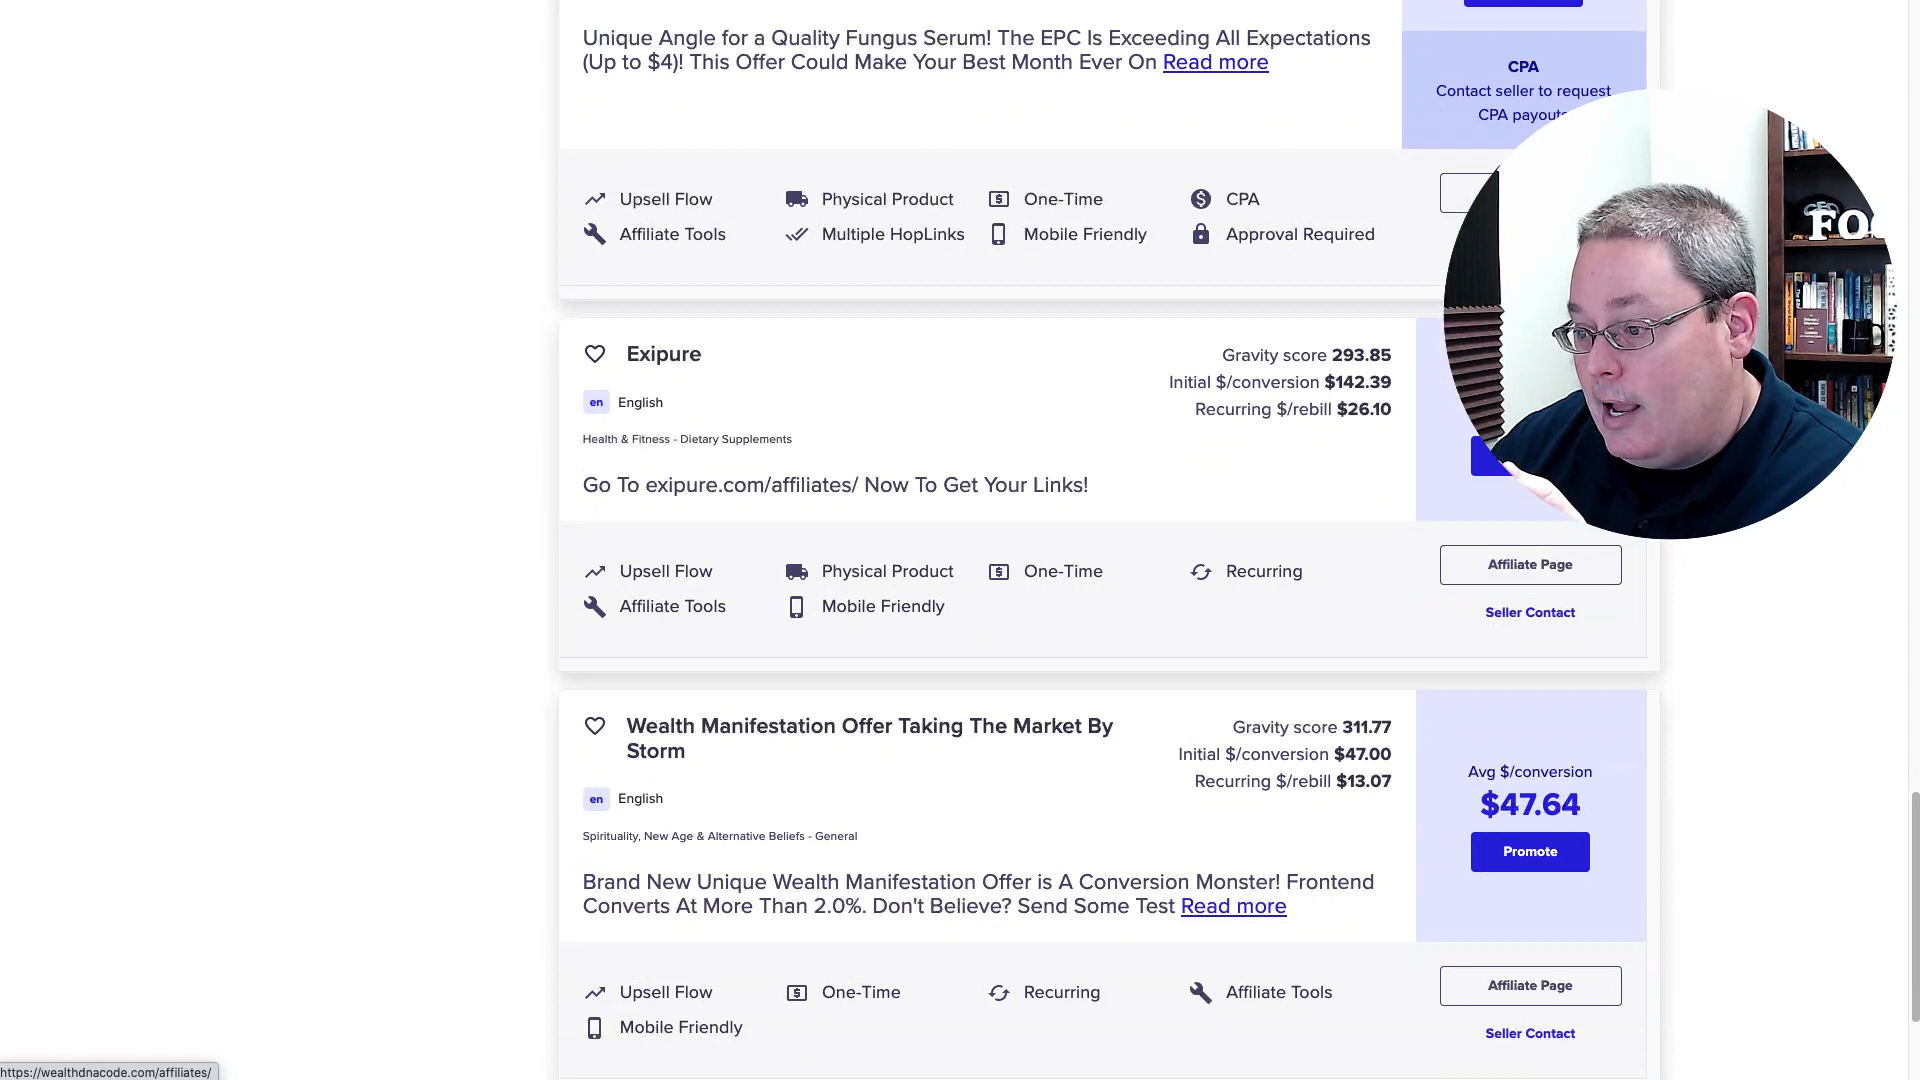 Unique Angle for a Quality Fungus Serum! The EPC Is Exceeding All Expectations
(Up to $4)! This Offer Could Make Your Best Month Ever On Read more
CPA
Contact seller to request
CPA payouts
Upsell Flow
Physical Product
One-Time
CPA
Affiliate Tools
Multiple HopLinks
Mobile Friendly
Approval Required
Exipure
Gravity score 293.85
Initial $/conversion $142.39
Recurring $/rebill $26.10
en English
Health & Fitness - Dietary Supplements
Go To exipure.com/affiliates/ Now To Get Your Links!
Upsell Flow
Physical Product
One-Time
Recurring
Affiliate Tools
Mobile Friendly
Affiliate Page
Seller Contact
Wealth Manifestation Offer Taking The Market By
Storm
Gravity score 311.77
Initial $/conversion $47.00
Recurring $/rebill $13.07
en English
Spirituality, New Age & Alternative Beliefs - General
Brand New Unique Wealth Manifestation Offer is A Conversion Monster! Frontend
Converts At More Than 2.0%. Don't Believe? Send Some Test Read more
Avg $/conversion
$47.64
Promote
Upsell Flow
One-Time
Recurring
Affiliate Tools
Mobile Friendly
Affiliate Page
Seller Contact
https://wealthdnacode.com/affiliates/